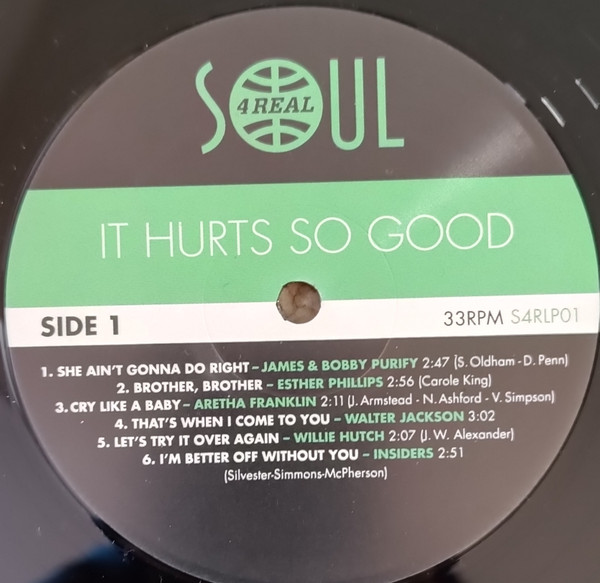 SOUL
4REAL
IT HURTS SO GOOD
SIDE 1
33RPM S4RLP01
1. SHE AIN'T GONNA DO RIGHT – JAMES & BOBBY PURIFY 2:47 (S. Oldham - D. Penn)
2. BROTHER, BROTHER – ESTHER PHILLIPS 2:56 (Carole King)
3. CRY LIKE A BABY – ARETHA FRANKLIN 2:11 (J. Armstead - N. Ashford - V. Simpson)
4. THAT'S WHEN I COME TO YOU – WALTER JACKSON 3:02
5. LET'S TRY IT OVER AGAIN – WILLIE HUTCH 2:07 (J. W. Alexander)
6. I'M BETTER OFF WITHOUT YOU – INSIDERS 2:51
(Silvester-Simmons-McPherson)